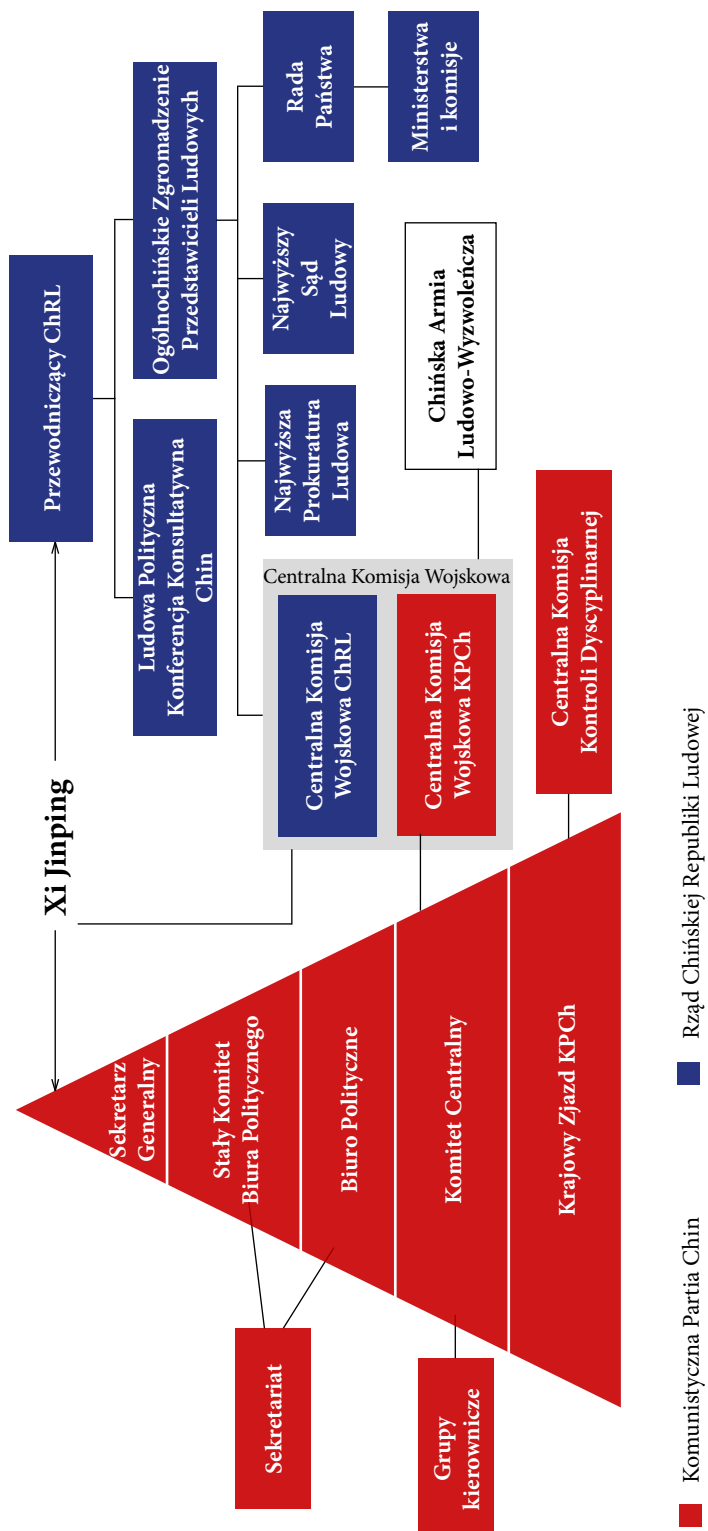 Xi Jinping
Sekretarz
Generalny
Stały Komitet
Biura Politycznego
Biuro Polityczne
Komitet Centralny
Krajowy Zjazd KPCh
Sekretariat
Grupy
kierownicze
Przewodniczący ChRL
Ludowa Polityczna
Konferencja Konsultatywna
Chin
Ogólnochińskie Zgromadzenie
Przedstawicieli Ludowych
Centralna Komisja Wojskowa
Centralna Komisja
Wojskowa ChRL
Centralna Komisja
Wojskowa KPCh
Najwyższa
Prokuratura
Ludowa
Najwyższy
Sąd
Ludowy
Rada
Państwa
Ministerstwa
i komisje
Chińska Armia
Ludowo-Wyzwoleńcza
Centralna Komisja
Kontroli Dyscyplinarnej
Komunistyczna Partia Chin
Rząd Chińskiej Republiki Ludowej